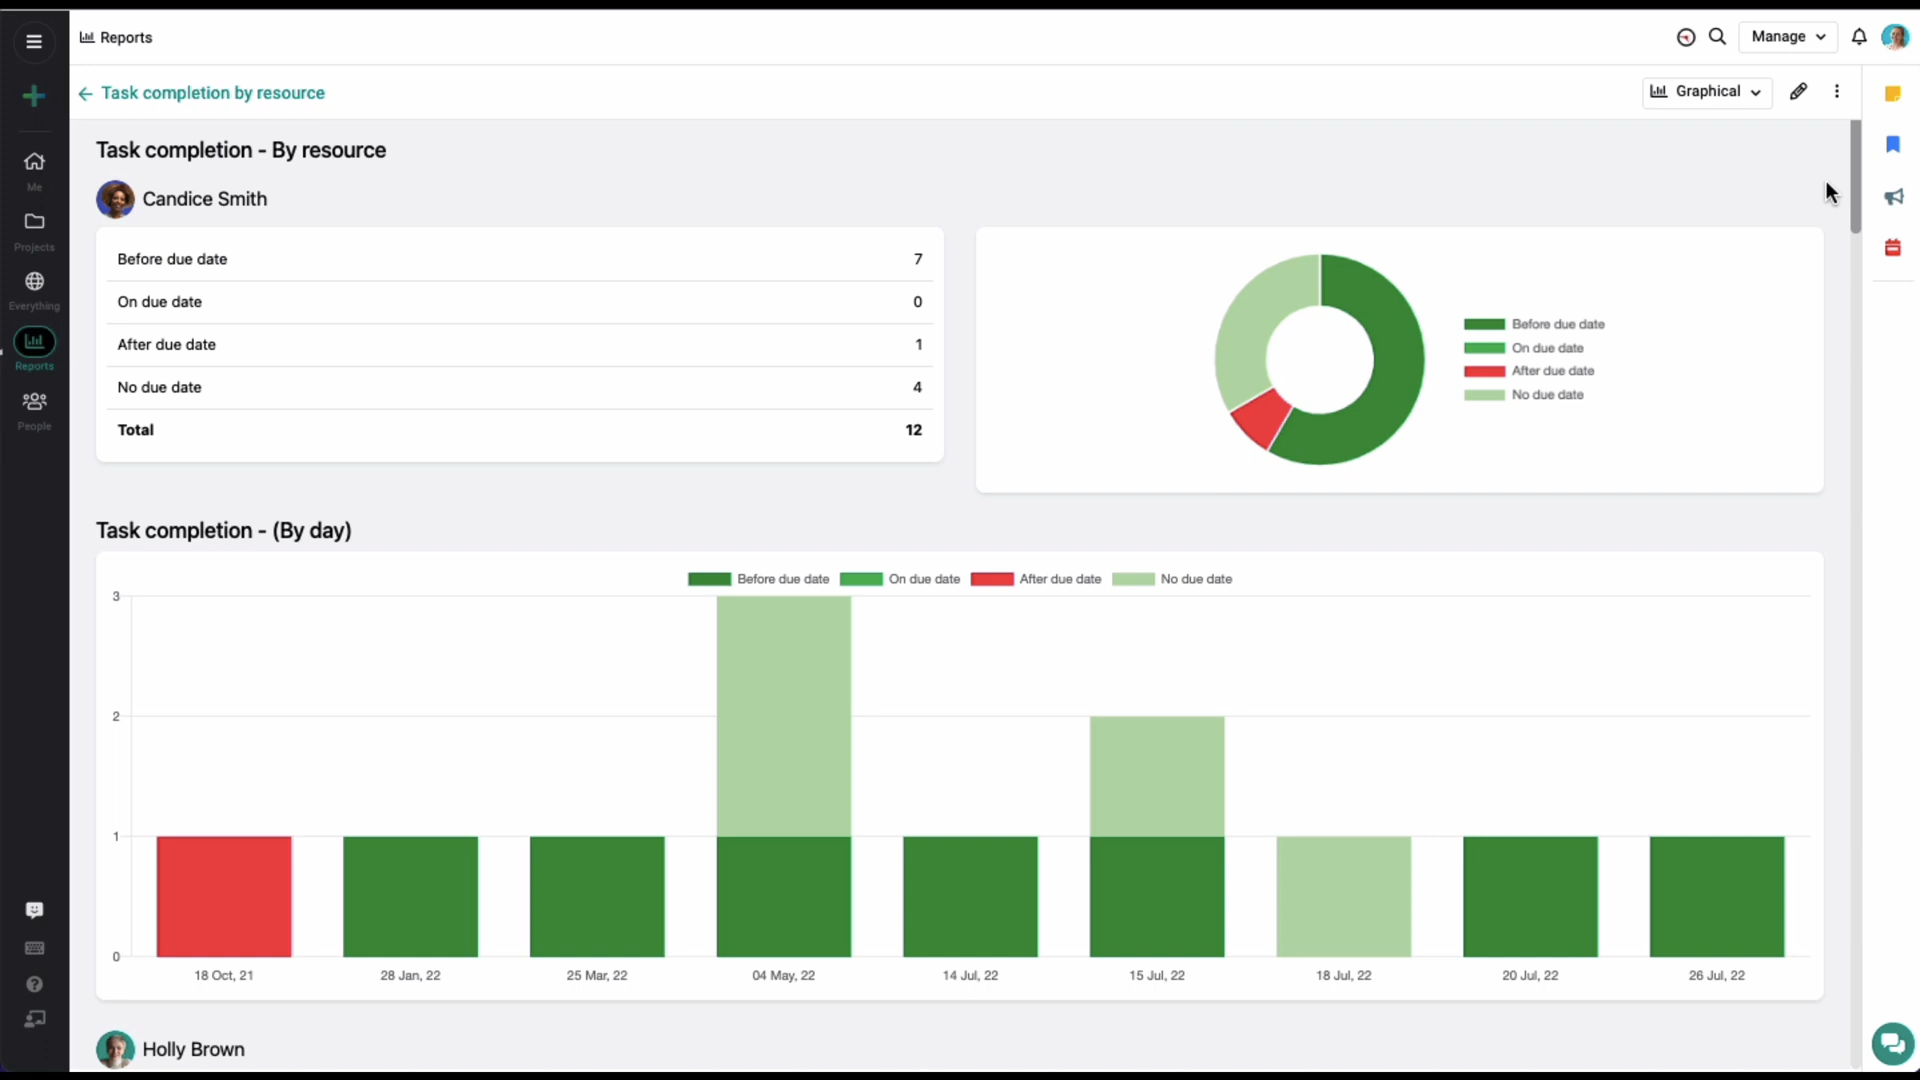 Reports
Manage
Task completion by resource
Graphical
Me
Projects
Everything
Reports
People
Task completion - By resource
Candice Smith
Before due date 7
On due date 0
After due date 1
No due date 4
Total 12
Before due date
On due date
After due date
No due date
Task completion - (By day)
Before due date On due date After due date No due date
3
2
1
0
18 Oct, 21 28 Jan, 22 25 Mar, 22 04 May, 22 14 Jul, 22 15 Jul, 22 18 Jul, 22 20 Jul, 22 26 Jul, 22
Holly Brown